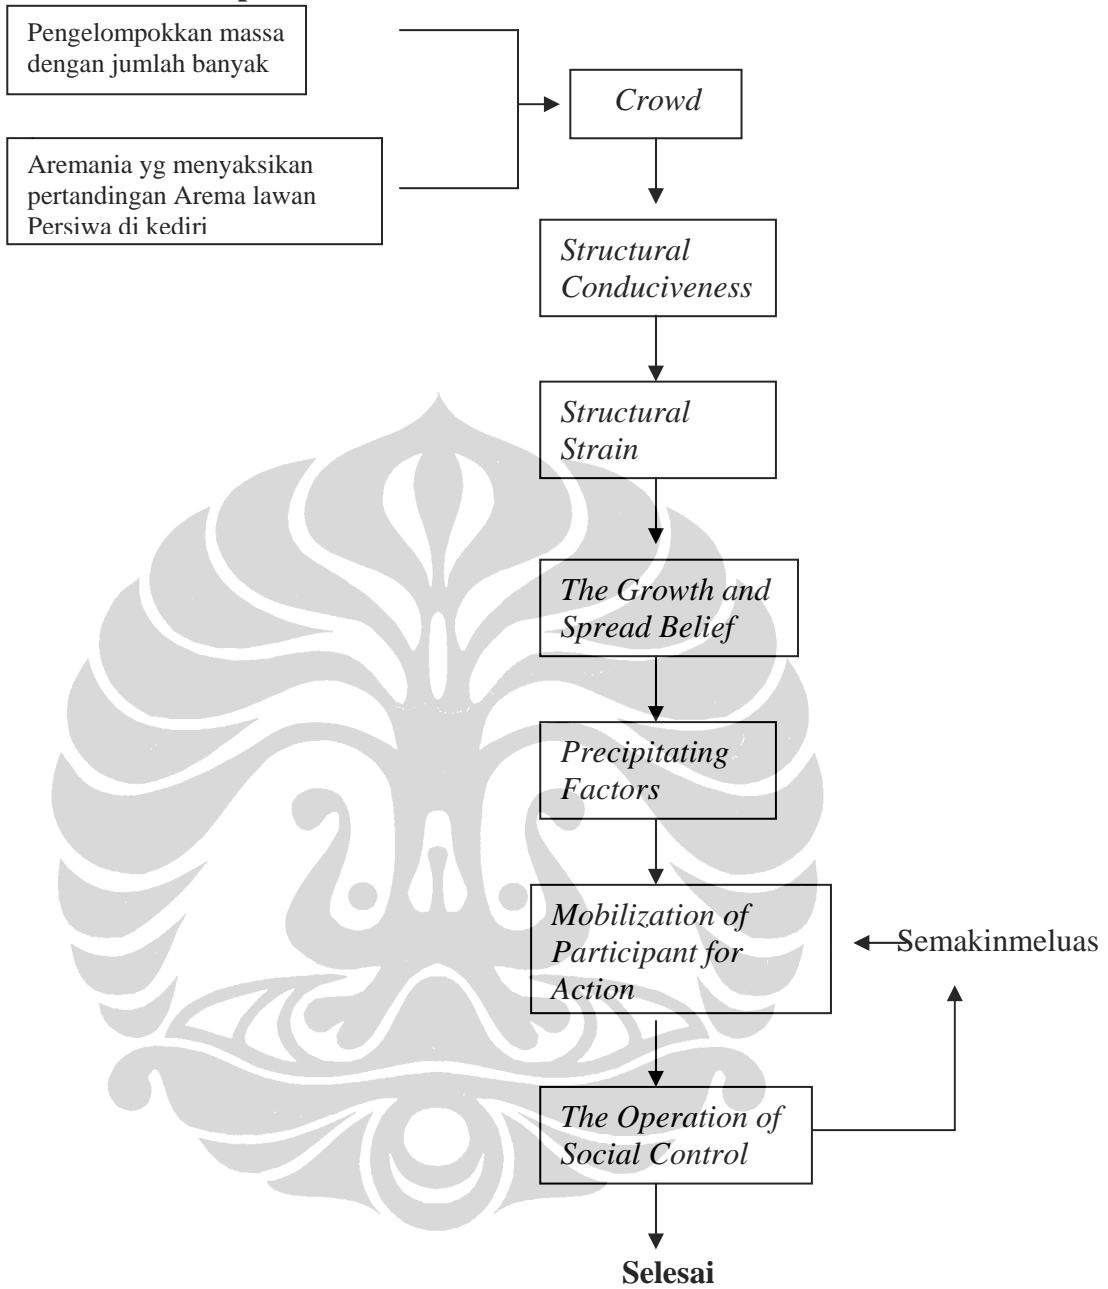 Pengelompokkan massa
dengan jumlah banyak
Crowd
Aremania yg menyaksikan
pertandingan Arema lawan
Persiwa di kediri
Structural
Conduciveness
Structural
Strain
The Growth and
Spread Belief
Precipitating
Factors
Mobilization of
Participant for
Action
Semakinmeluas
The Operation of
Social Control
Selesai